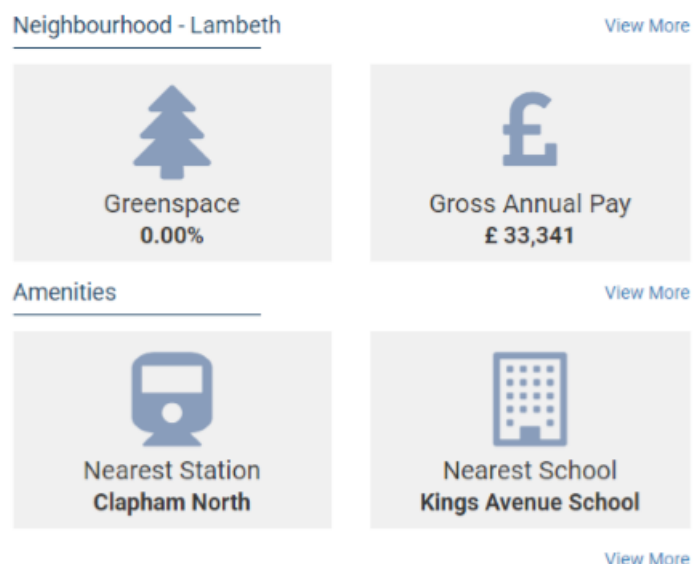 Neighbourhood - Lambeth
View More
Greenspace
0.00%
Gross Annual Pay
£ 33,341
Amenities
View More
Nearest Station
Clapham North
Nearest School
Kings Avenue School
View More